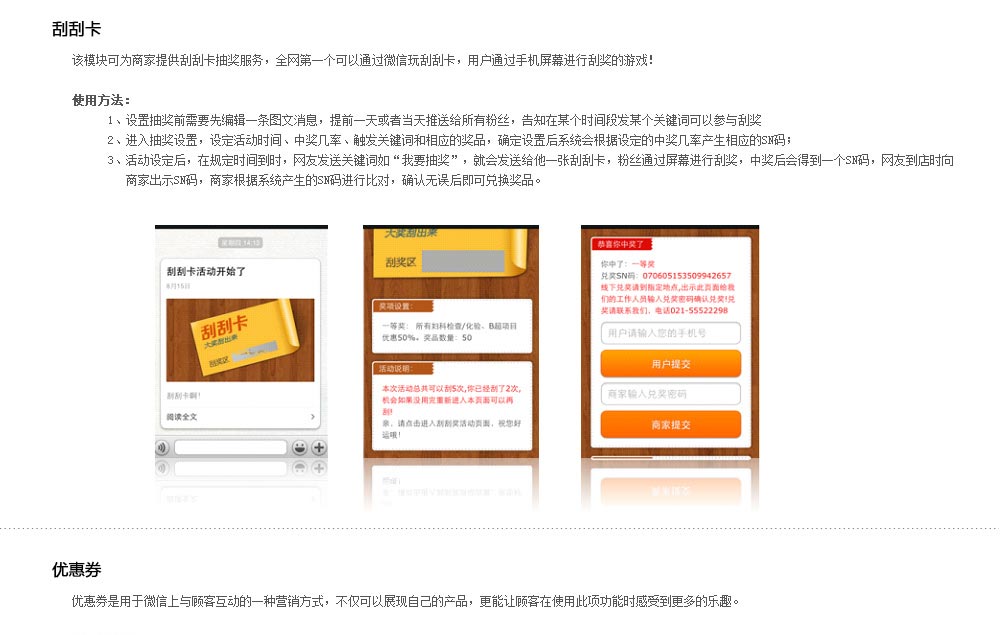 刮刮卡
该模块可为商家提供刮刮卡抽奖服务，全网第一个可以通过微信玩刮刮卡，用户通过手机屏幕进行刮奖的游戏！
使用方法：
1、设置抽奖前需要先编辑一条图文消息，提前一天或者当天推送给所有粉丝，告知在某个时间段发某个关键词可以参与刮奖
2、进入抽奖设置，设定活动时间、中奖几率、触发关键词和相应的奖品，确定设置后系统会根据设定的中奖几率产生相应的SN码；
3、活动设定后，在规定时间到时，网友发送关键词如“我要抽奖”，就会发送给他一张刮刮卡，粉丝通过屏幕进行刮奖，中奖后会得到一个SN码，网友到店时向
商家出示SN码，商家根据系统产生的SN码进行比对，确认无误后即可兑换奖品。
星期四 14:13
刮刮卡活动开始了
8月15日
刮刮卡
大奖刮出来
刮奖区
刮刮卡啊！
阅读全文
大奖刮出来
刮奖区
奖项设置：
一等奖： 所有妇科检查/化验、B超项目
优惠50%。奖品数量：50
活动说明：
本次活动总共可以刮5次,你已经刮了2次,
机会如果没用完重新进入本页面可以再
刮!
亲，请点击进入刮刮奖活动页面，祝您好
运哦！
恭喜你中奖了
你中了：一等奖
兑奖SN码：070605153509942657
线下兑奖请到指定地点,出示此页面给我
们的工作人员输入兑奖密码确认兑奖!兑
奖请联系我们，电话021-55522298
用户请输入您的手机号
用户提交
商家输入兑奖密码
商家提交
优惠券
优惠券是用于微信上与顾客互动的一种营销方式，不仅可以展现自己的产品，更能让顾客在使用此项功能时感受到更多的乐趣。